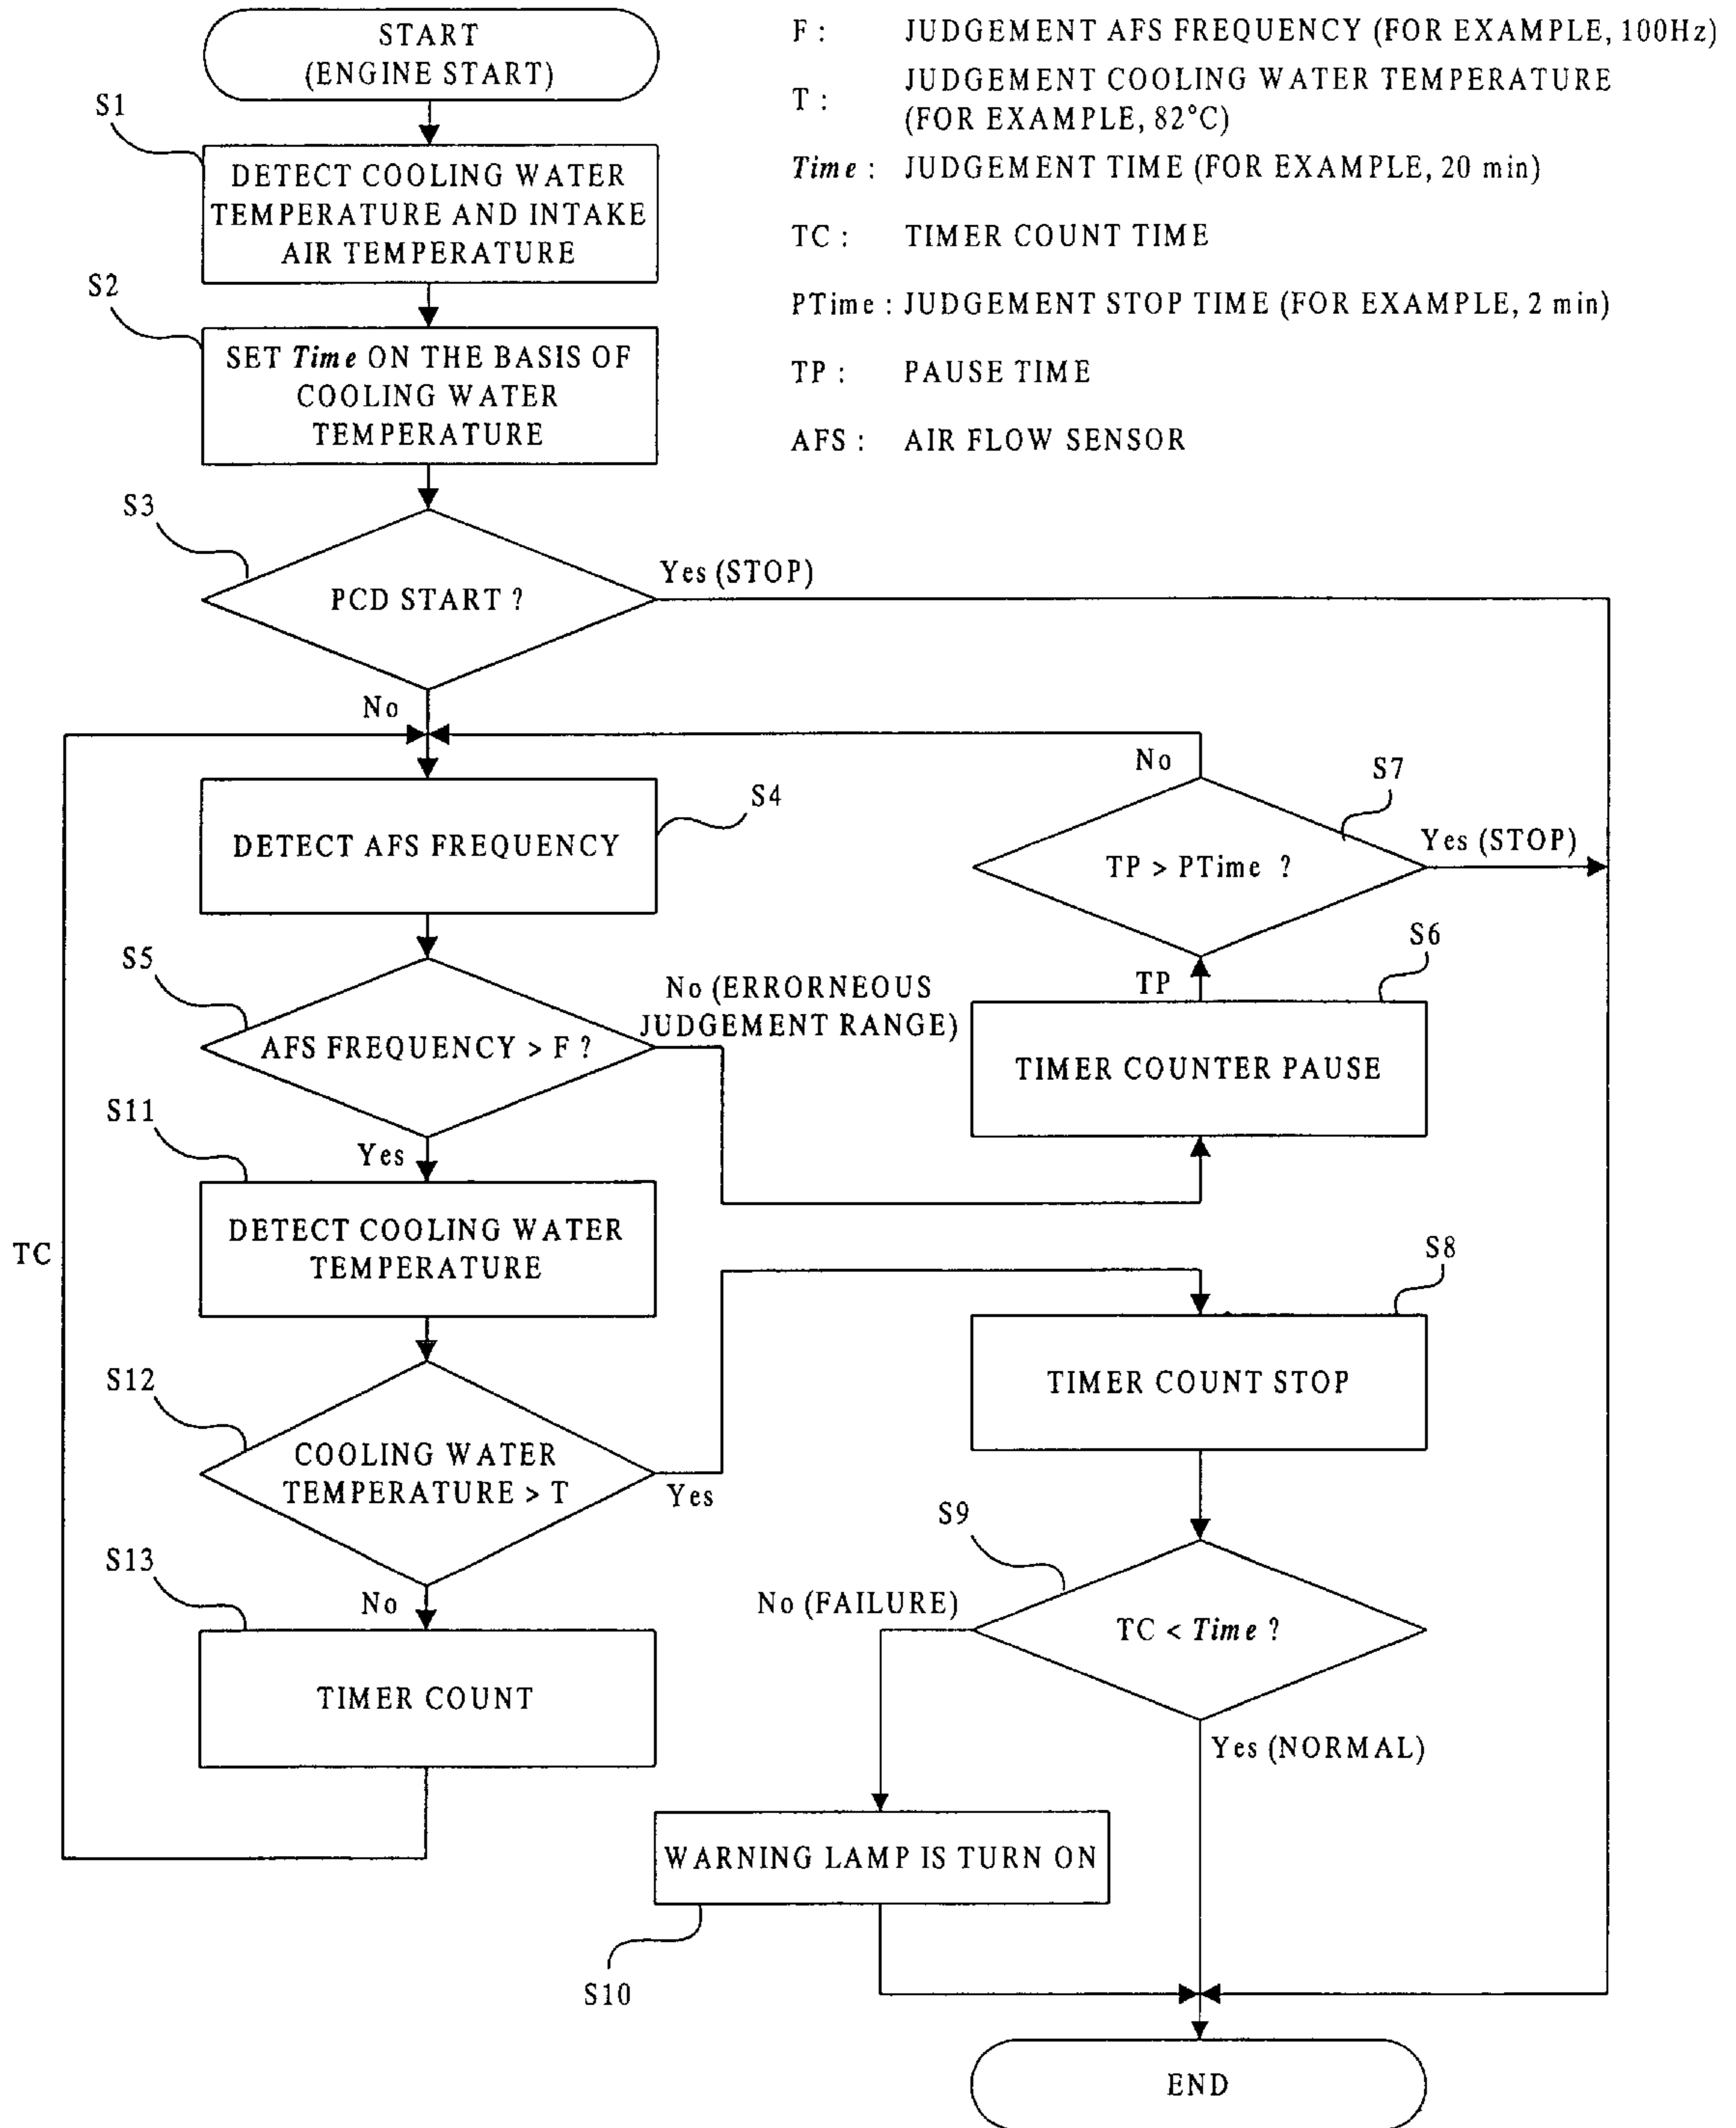 START
(ENGINE START)
F : JUDGEMENT AFS FREQUENCY (FOR EXAMPLE, 100Hz)
T : JUDGEMENT COOLING WATER TEMPERATURE
(FOR EXAMPLE, 82°C)
Time : JUDGEMENT TIME (FOR EXAMPLE, 20 min)
TC : TIMER COUNT TIME
PTime : JUDGEMENT STOP TIME (FOR EXAMPLE, 2 min)
TP : PAUSE TIME
AFS : AIR FLOW SENSOR
S1
DETECT COOLING WATER
TEMPERATURE AND INTAKE
AIR TEMPERATURE
S2
SET Time ON THE BASIS OF
COOLING WATER
TEMPERATURE
S3
PCD START ?
Yes (STOP)
No
S4
DETECT AFS FREQUENCY
No
S7
TP > PTime ?
Yes (STOP)
S5
AFS FREQUENCY > F ?
No (ERRORNEOUS
JUDGEMENT RANGE)
TP
S6
TIMER COUNTER PAUSE
Yes
S11
DETECT COOLING WATER
TEMPERATURE
TC
S12
COOLING WATER
TEMPERATURE > T
Yes
S8
TIMER COUNT STOP
No
S13
TIMER COUNT
S9
TC < Time ?
No (FAILURE)
Yes (NORMAL)
WARNING LAMP IS TURN ON
S10
END